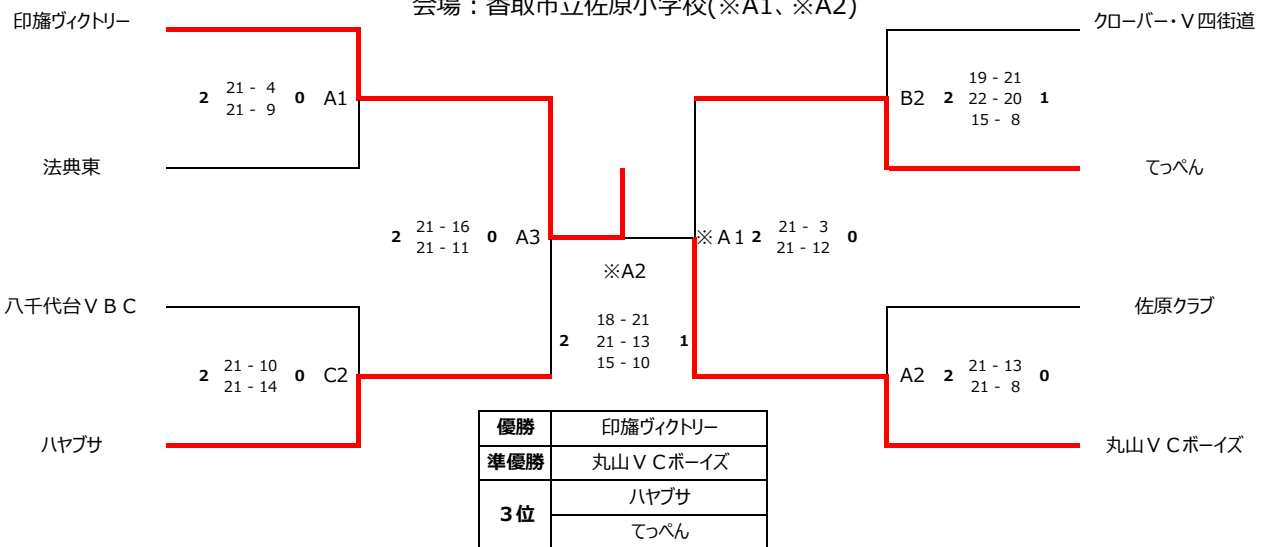 会場：香取市立佐原小学校(※A1、※A2)
印旛ヴィクトリー
クローバー・Ｖ四街道
2 21 - 4 0 A1
21 - 9
B2 2 19 - 21 1
22 - 20
15 - 8
法典東
てっぺん
2 21 - 16 0 A3
21 - 11
※Ａ1 2 21 - 3 0
21 - 12
※A2
八千代台ＶＢＣ
佐原クラブ
2 18 - 21 1
21 - 13
15 - 10
2 21 - 10 0 C2
21 - 14
A2 2 21 - 13 0
21 - 8
ハヤブサ
丸山ＶＣボーイズ
優勝 印旛ヴィクトリー
準優勝 丸山ＶＣボーイズ
３位 ハヤブサ
てっぺん